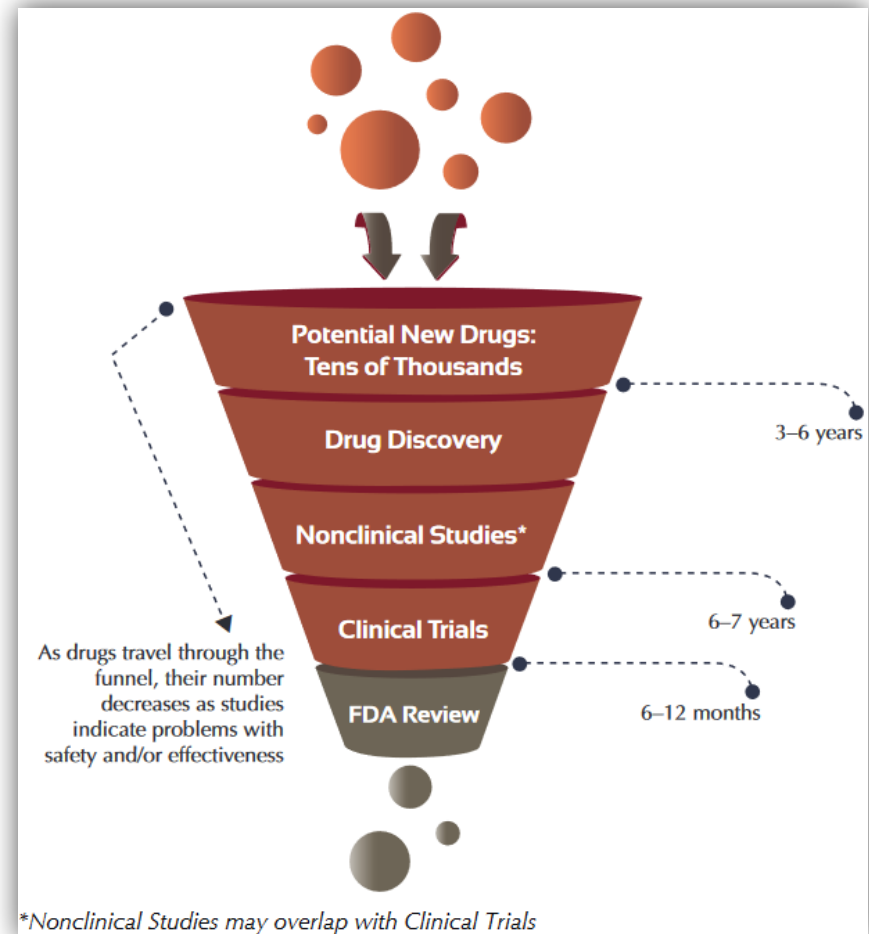 Potential New Drugs:
Tens of Thousands
Drug Discovery
3–6 years
Nonclinical Studies*
Clinical Trials
6–7 years
FDA Review
6–12 months
As drugs travel through the
funnel, their number
decreases as studies
indicate problems with
safety and/or effectiveness
*Nonclinical Studies may overlap with Clinical Trials